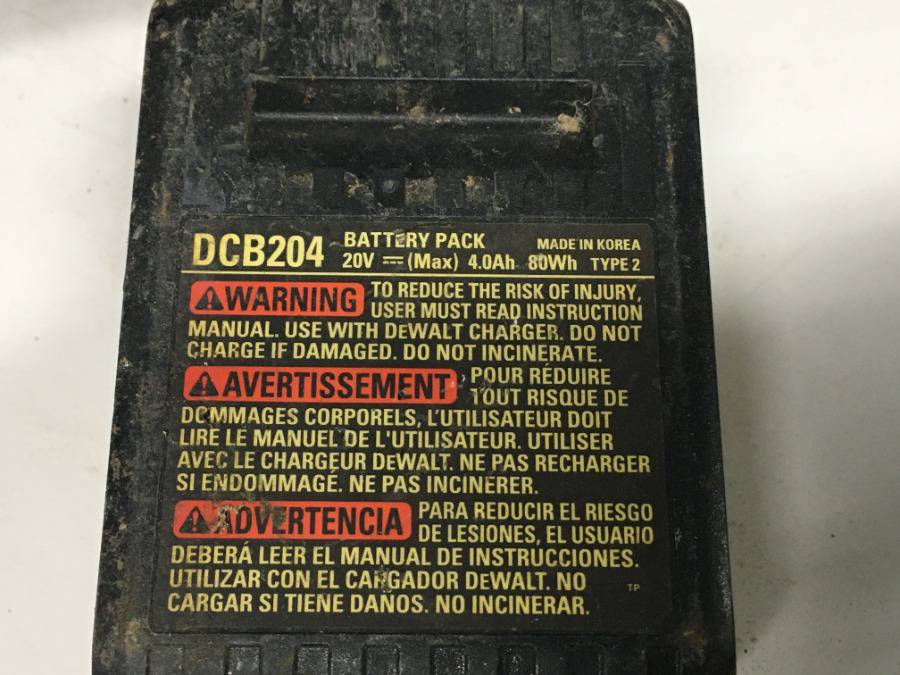 DCB204 BATTERY PACK MADE IN KOREA
20V ⎓ (Max) 4.0Ah 80Wh TYPE 2
⚠WARNING TO REDUCE THE RISK OF INJURY,
USER MUST READ INSTRUCTION
MANUAL. USE WITH DEWALT CHARGER. DO NOT
CHARGE IF DAMAGED. DO NOT INCINERATE.
⚠AVERTISSEMENT POUR RÉDUIRE
TOUT RISQUE DE
DOMMAGES CORPORELS, L'UTILISATEUR DOIT
LIRE LE MANUEL DE L'UTILISATEUR. UTILISER
AVEC LE CHARGEUR DEWALT. NE PAS RECHARGER
SI ENDOMMAGÉ. NE PAS INCINERER.
⚠ADVERTENCIA PARA REDUCIR EL RIESGO
DE LESIONES, EL USUARIO
DEBERÁ LEER EL MANUAL DE INSTRUCCIONES.
UTILIZAR CON EL CARGADOR DEWALT. NO
CARGAR SI TIENE DAÑOS. NO INCINERAR.
TP